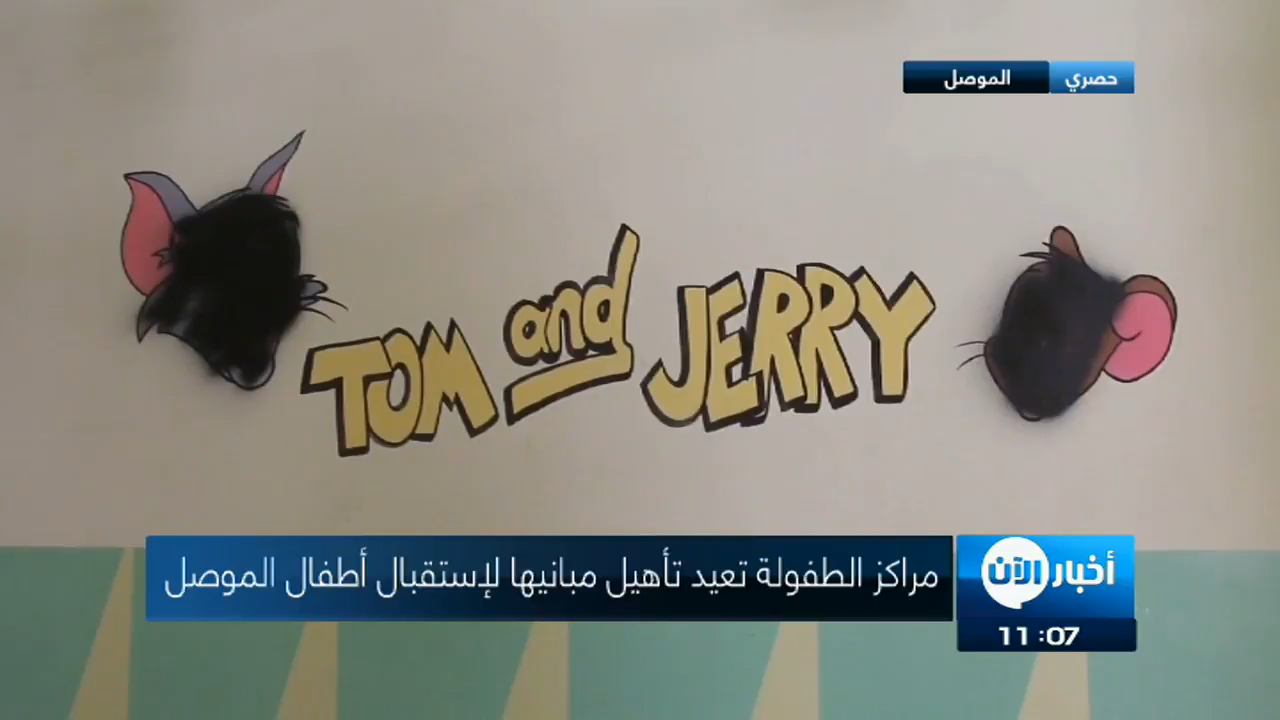 حصري الموصل
TOM and JERRY
مراكز الطفولة تعيد تأهيل مبانيها لإستقبال أطفال الموصل
أخبار الآن
11:07